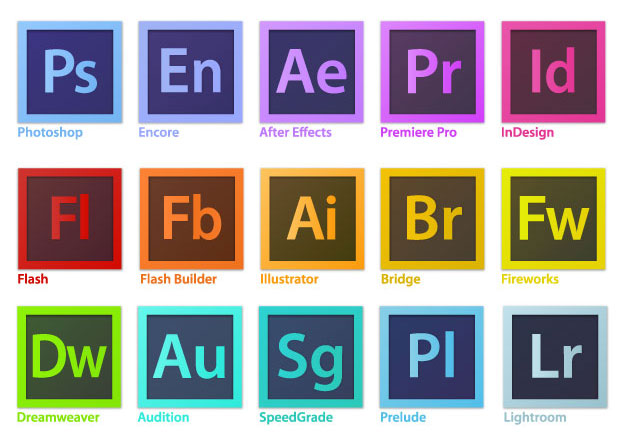 Ps En Ae Pr Id
Photoshop Encore After Effects Premiere Pro InDesign
Fl Fb Ai Br Fw
Flash Flash Builder Illustrator Bridge Fireworks
Dw Au Sg Pl Lr
Dreamweaver Audition SpeedGrade Prelude Lightroom